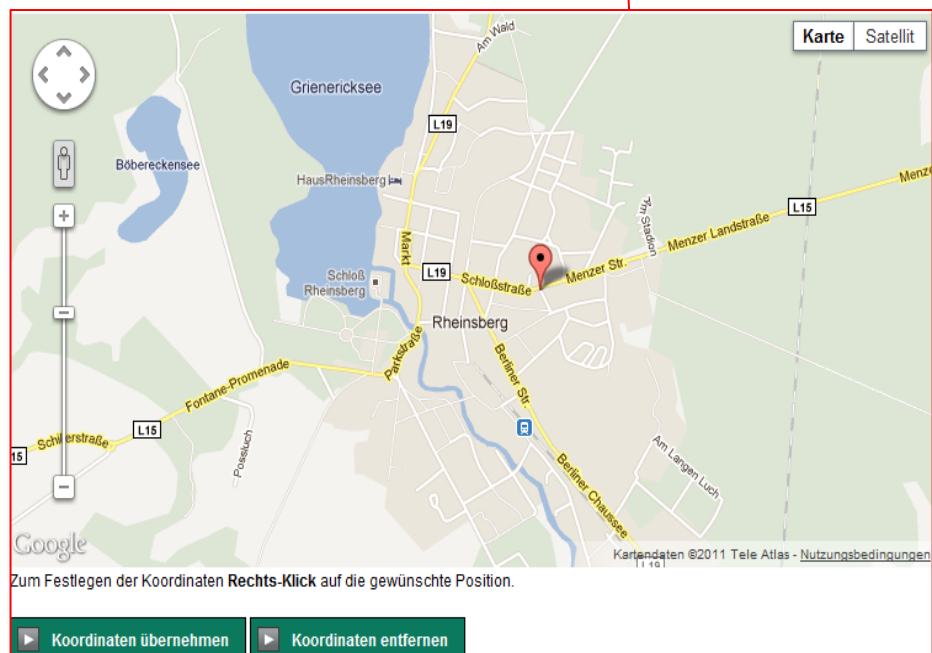 Karte Satellit
Am Wald
Grienericksee
L19
Böbereckensee
HausRheinsberg
Am Stadion
Menze
L15
Menzer Landstraße
Markt
L19
Schloßstraße
Menzer Str.
Schloß
Rheinsberg
Rheinsberg
Parkstraße
Berliner Str.
Fontane-Promenade
L15
Schillerstraße
15
Possluch
Am Langen Luch
Berliner Chaussee
Google
Kartendaten ©2011 Tele Atlas - Nutzungsbedingungen
L19
Zum Festlegen der Koordinaten Rechts-Klick auf die gewünschte Position.
Koordinaten übernehmen Koordinaten entfernen